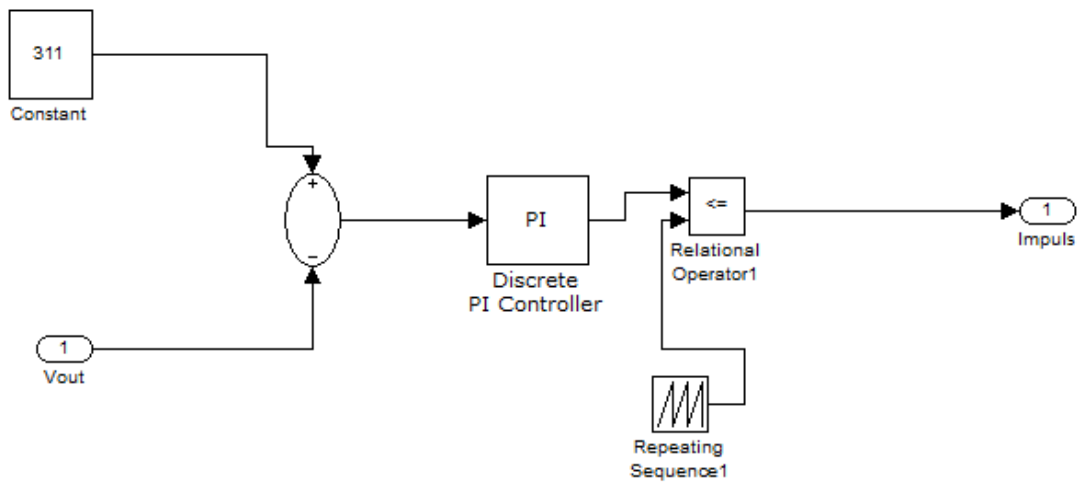 311
Constant
+
−
PI
Discrete
PI Controller
<=
Relational
Operator1
1
Impuls
1
Vout
Repeating
Sequence1